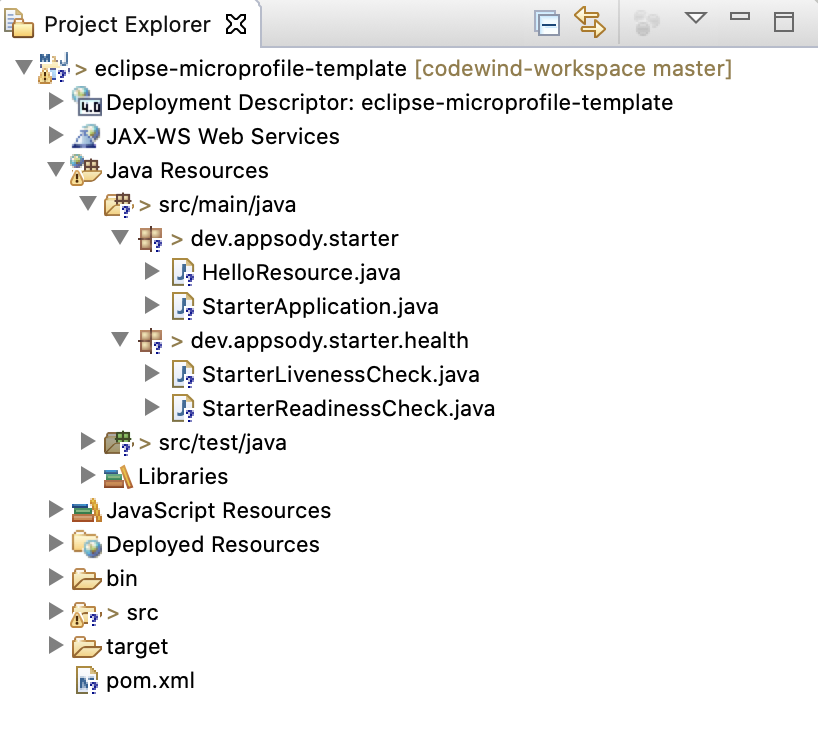 Project Explorer
> eclipse-microprofile-template [codewind-workspace master]
Deployment Descriptor: eclipse-microprofile-template
JAX-WS Web Services
Java Resources
> src/main/java
> dev.appsody.starter
HelloResource.java
StarterApplication.java
> dev.appsody.starter.health
StarterLivenessCheck.java
StarterReadinessCheck.java
> src/test/java
Libraries
JavaScript Resources
Deployed Resources
bin
> src
target
pom.xml